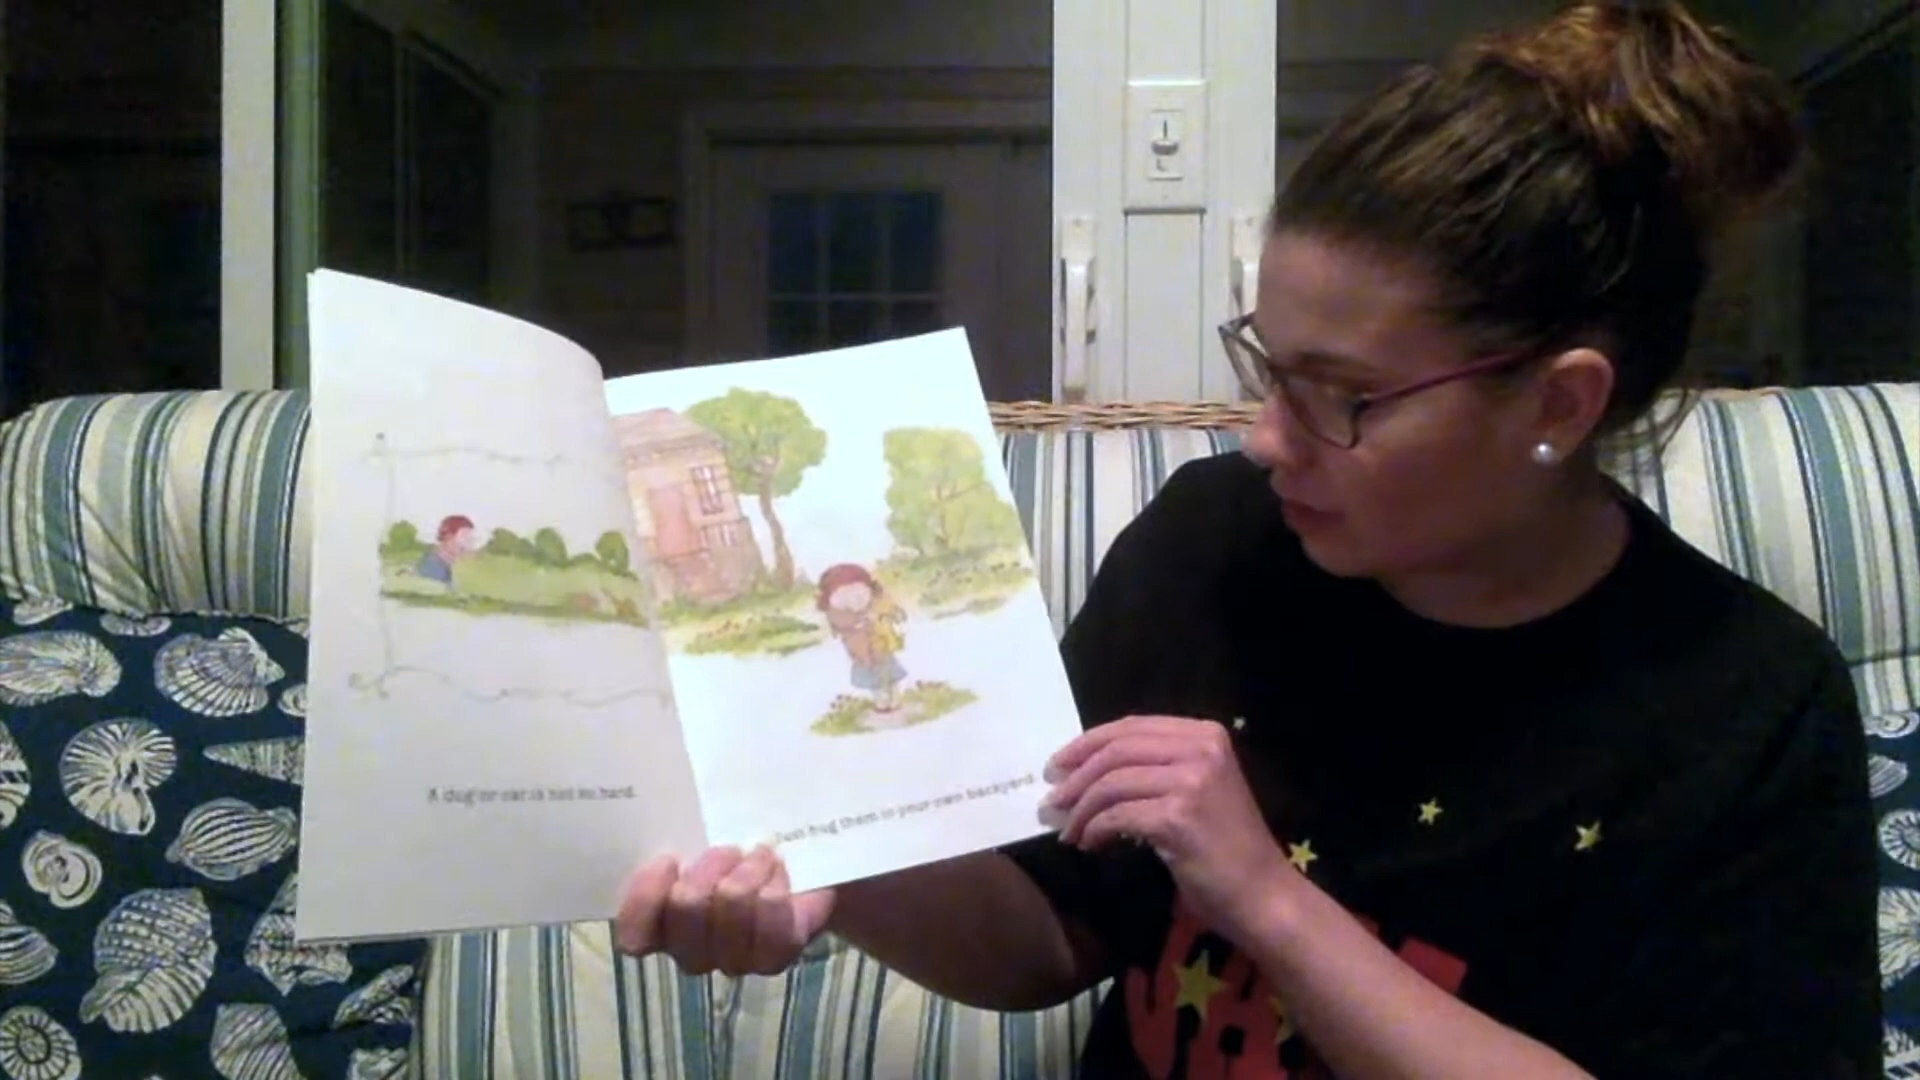 A dog or cat is not so hard.
Just hug them in your own backyard.